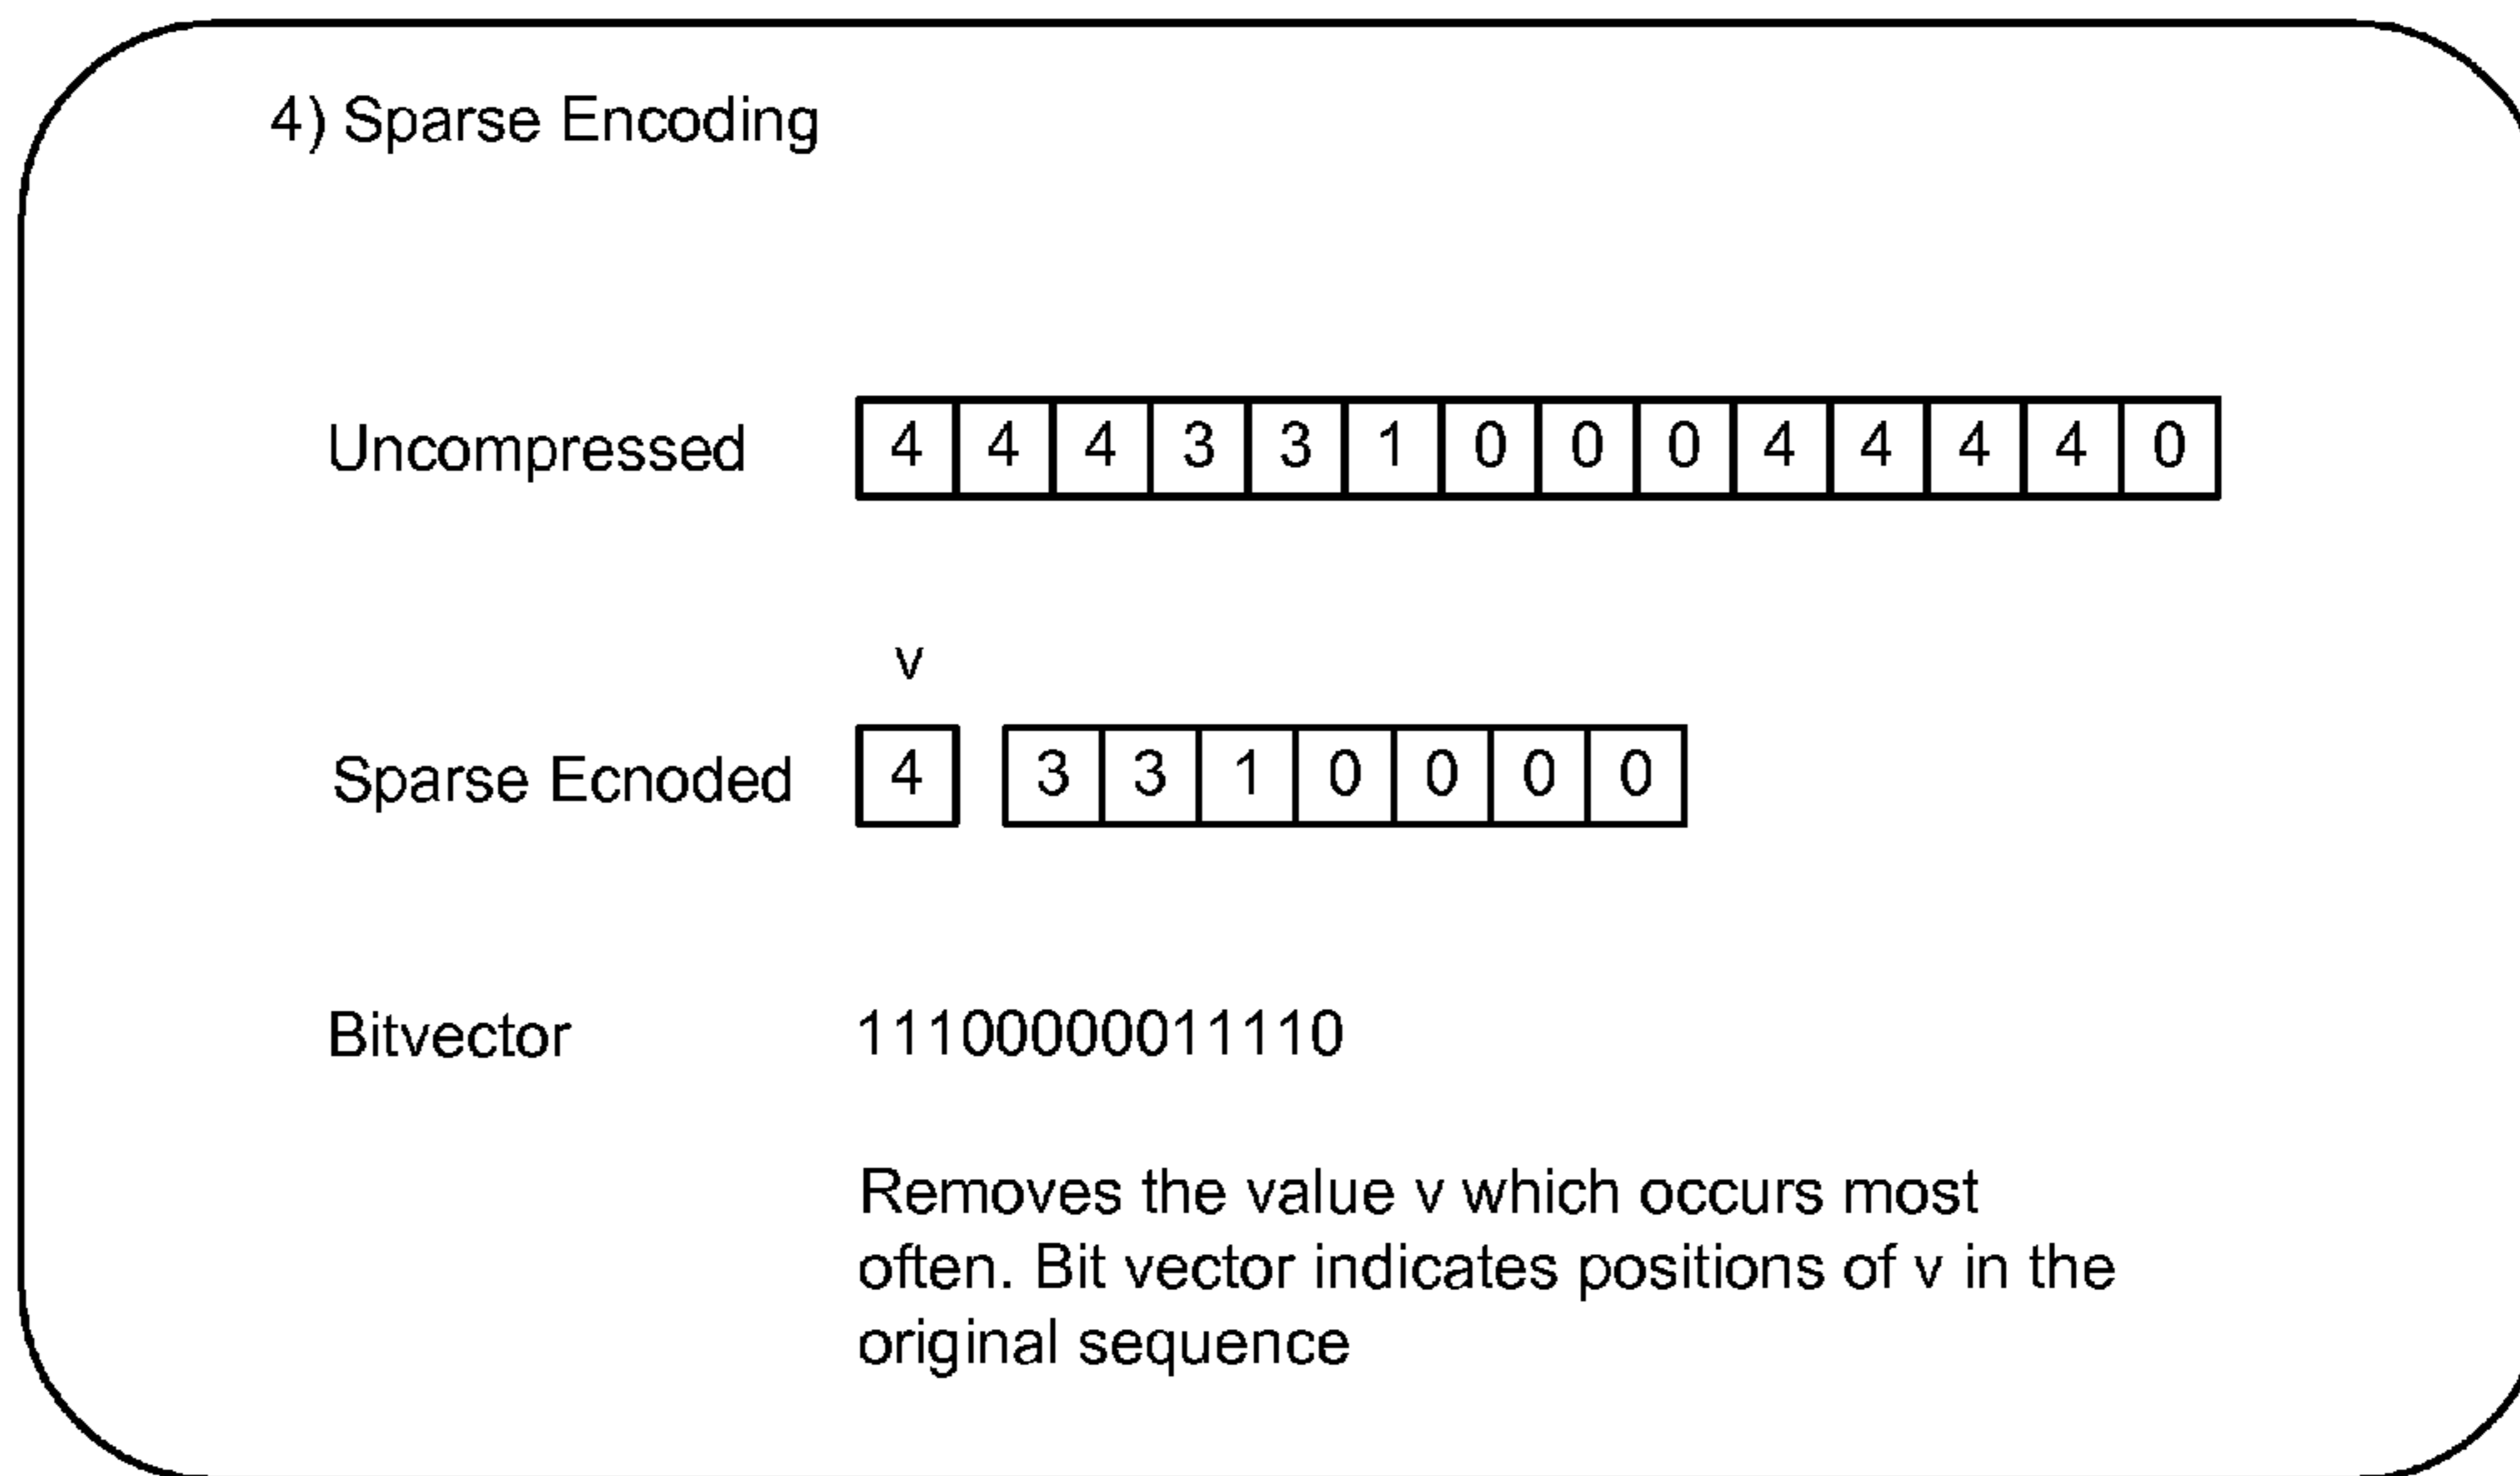 4) Sparse Encoding
Uncompressed 4 4 4 3 3 1 0 0 0 4 4 4 4 0
v
Sparse Ecnoded 4 3 3 1 0 0 0 0
Bitvector 11100000011110
Removes the value v which occurs most
often. Bit vector indicates positions of v in the
original sequence